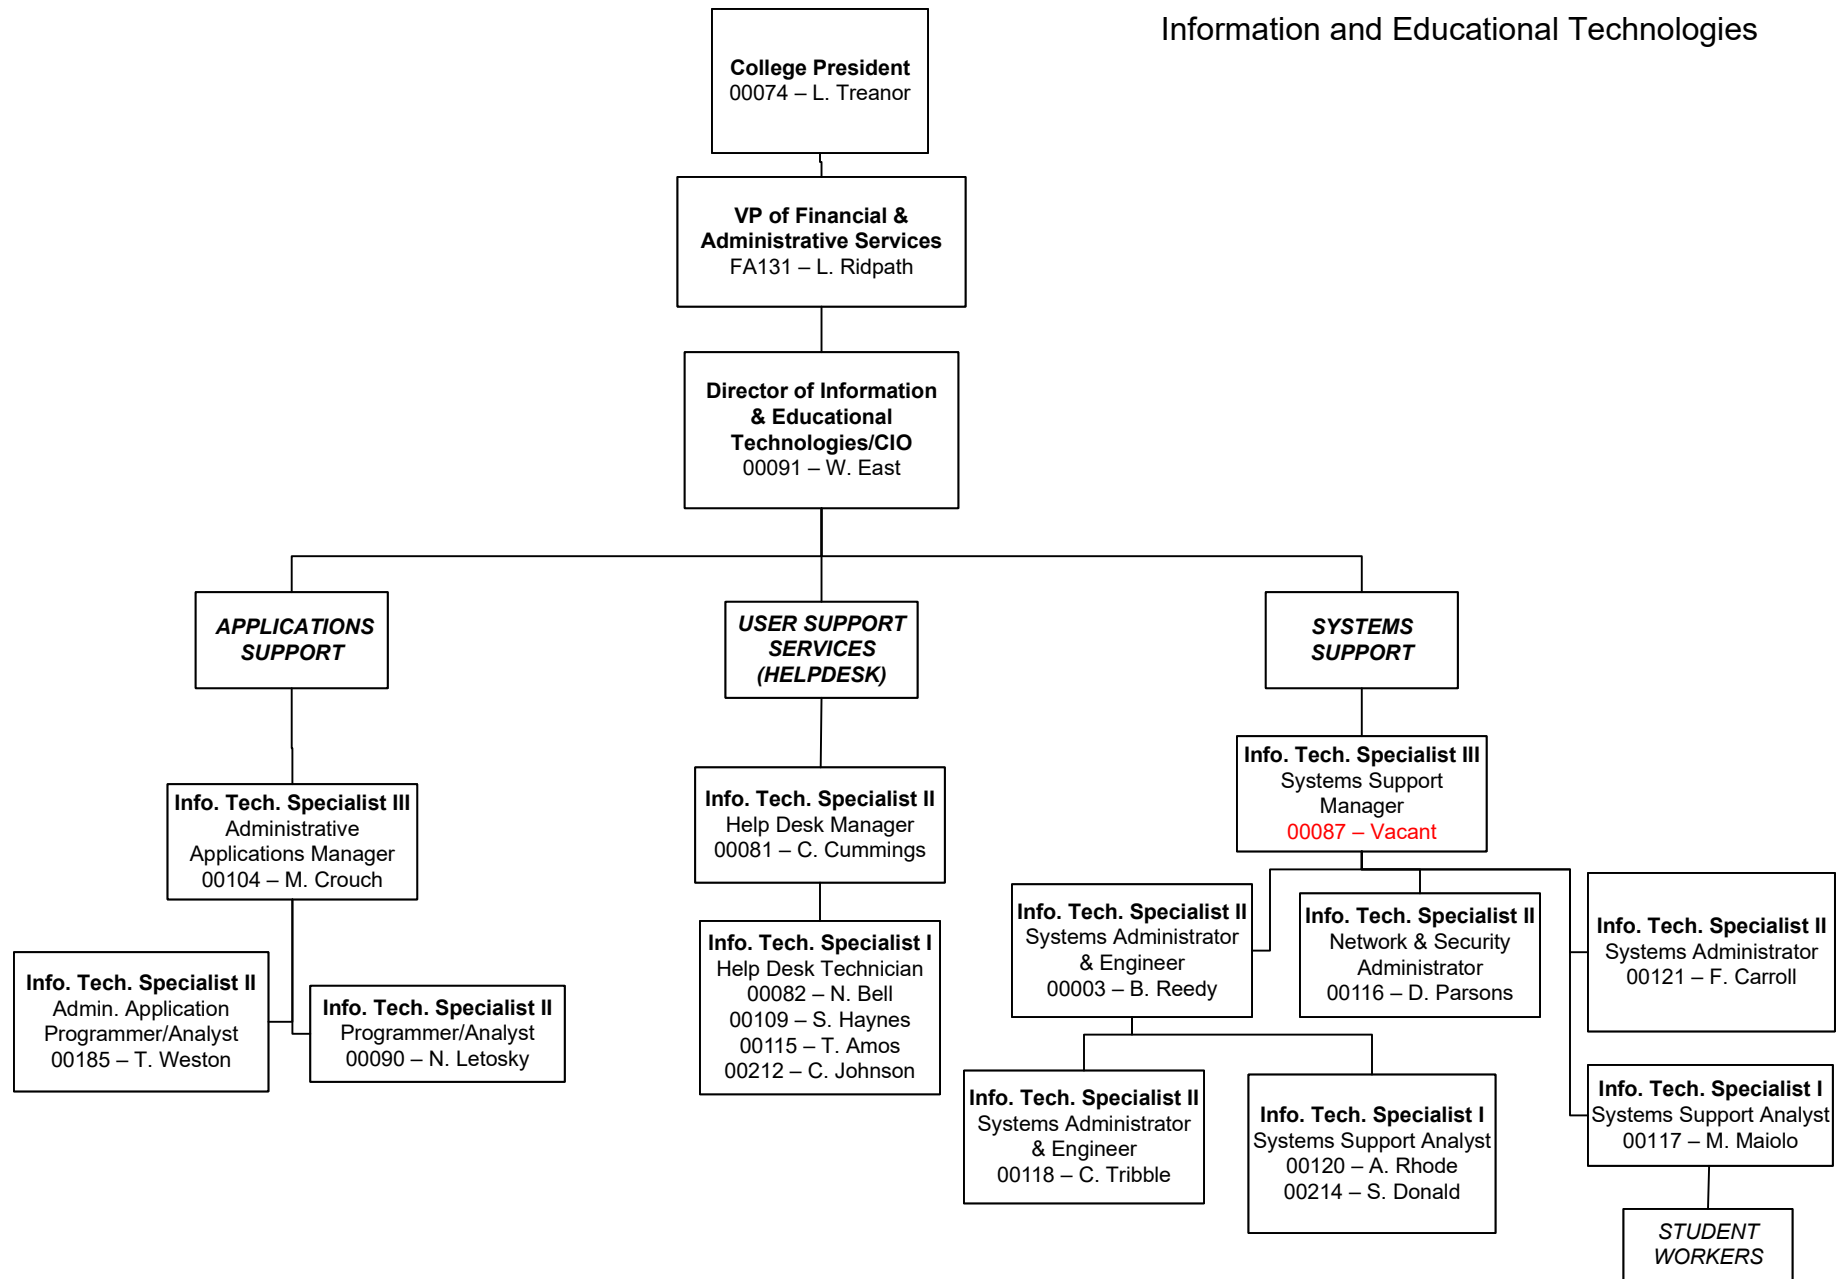 Information and Educational Technologies
College President
00074 – L. Treanor
VP of Financial &
Administrative Services
FA131 – L. Ridpath
Director of Information
& Educational
Technologies/CIO
00091 – W. East
APPLICATIONS
SUPPORT
USER SUPPORT
SERVICES
(HELPDESK)
SYSTEMS
SUPPORT
Info. Tech. Specialist III
Administrative
Applications Manager
00104 – M. Crouch
Info. Tech. Specialist II
Help Desk Manager
00081 – C. Cummings
Info. Tech. Specialist III
Systems Support
Manager
00087 – Vacant
Info. Tech. Specialist II
Admin. Application
Programmer/Analyst
00185 – T. Weston
Info. Tech. Specialist II
Programmer/Analyst
00090 – N. Letosky
Info. Tech. Specialist I
Help Desk Technician
00082 – N. Bell
00109 – S. Haynes
00115 – T. Amos
00212 – C. Johnson
Info. Tech. Specialist II
Systems Administrator
& Engineer
00003 – B. Reedy
Info. Tech. Specialist II
Network & Security
Administrator
00116 – D. Parsons
Info. Tech. Specialist II
Systems Administrator
00121 – F. Carroll
Info. Tech. Specialist II
Systems Administrator
& Engineer
00118 – C. Tribble
Info. Tech. Specialist I
Systems Support Analyst
00120 – A. Rhode
00214 – S. Donald
Info. Tech. Specialist I
Systems Support Analyst
00117 – M. Maiolo
STUDENT
WORKERS